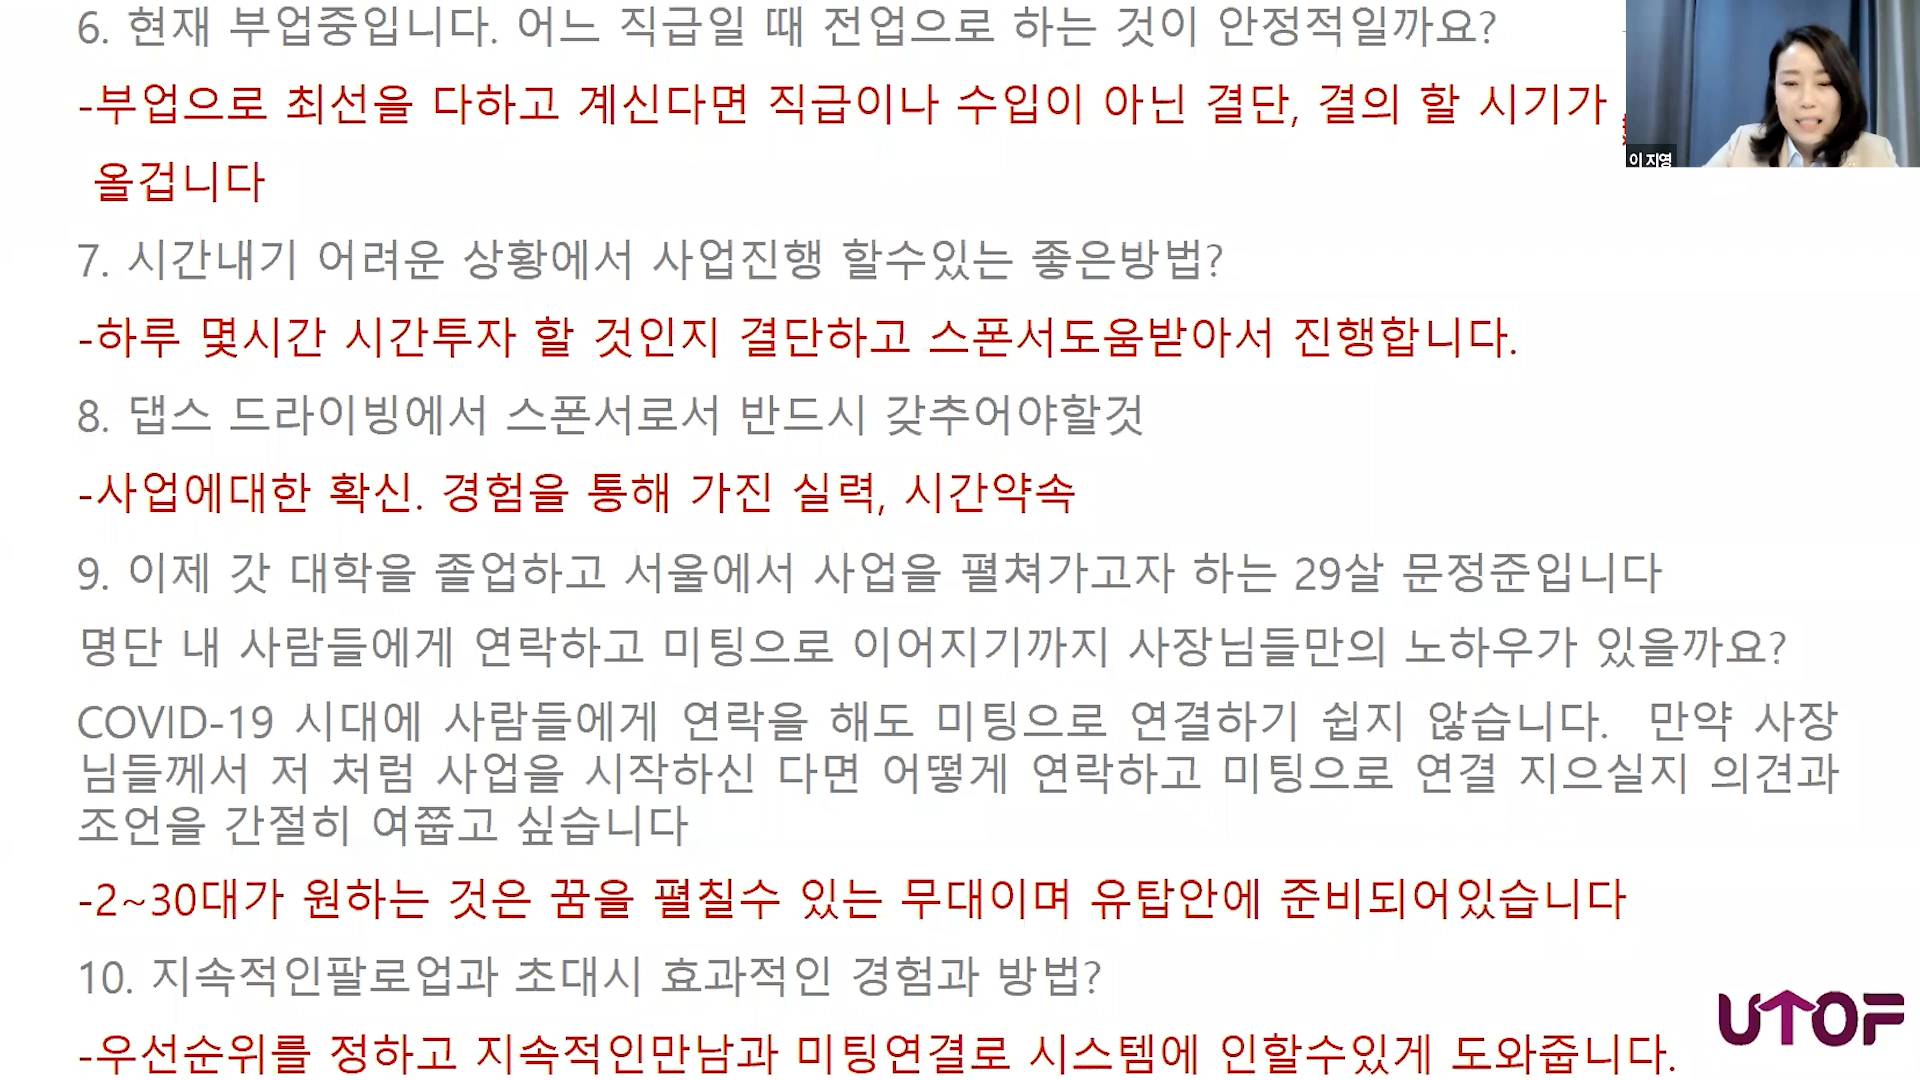 6. 현재 부업중입니다. 어느 직급일 때 전업으로 하는 것이 안정적일까요?
-부업으로 최선을 다하고 계신다면 직급이나 수입이 아닌 결단, 결의 할 시기가
올겁니다
이 지영
7. 시간내기 어려운 상황에서 사업진행 할수있는 좋은방법?
-하루 몇시간 시간투자 할 것인지 결단하고 스폰서도움받아서 진행합니다.
8. 댑스 드라이빙에서 스폰서로서 반드시 갖추어야할것
-사업에대한 확신. 경험을 통해 가진 실력, 시간약속
9. 이제 갓 대학을 졸업하고 서울에서 사업을 펼쳐가고자 하는 29살 문정준입니다
명단 내 사람들에게 연락하고 미팅으로 이어지기까지 사장님들만의 노하우가 있을까요?
COVID-19 시대에 사람들에게 연락을 해도 미팅으로 연결하기 쉽지 않습니다. 만약 사장
님들께서 저 처럼 사업을 시작하신 다면 어떻게 연락하고 미팅으로 연결 지으실지 의견과
조언을 간절히 여쭙고 싶습니다
-2~30대가 원하는 것은 꿈을 펼칠수 있는 무대이며 유탑안에 준비되어있습니다
10. 지속적인팔로업과 초대시 효과적인 경험과 방법?
-우선순위를 정하고 지속적인만남과 미팅연결로 시스템에 인할수있게 도와줍니다.
UTOF